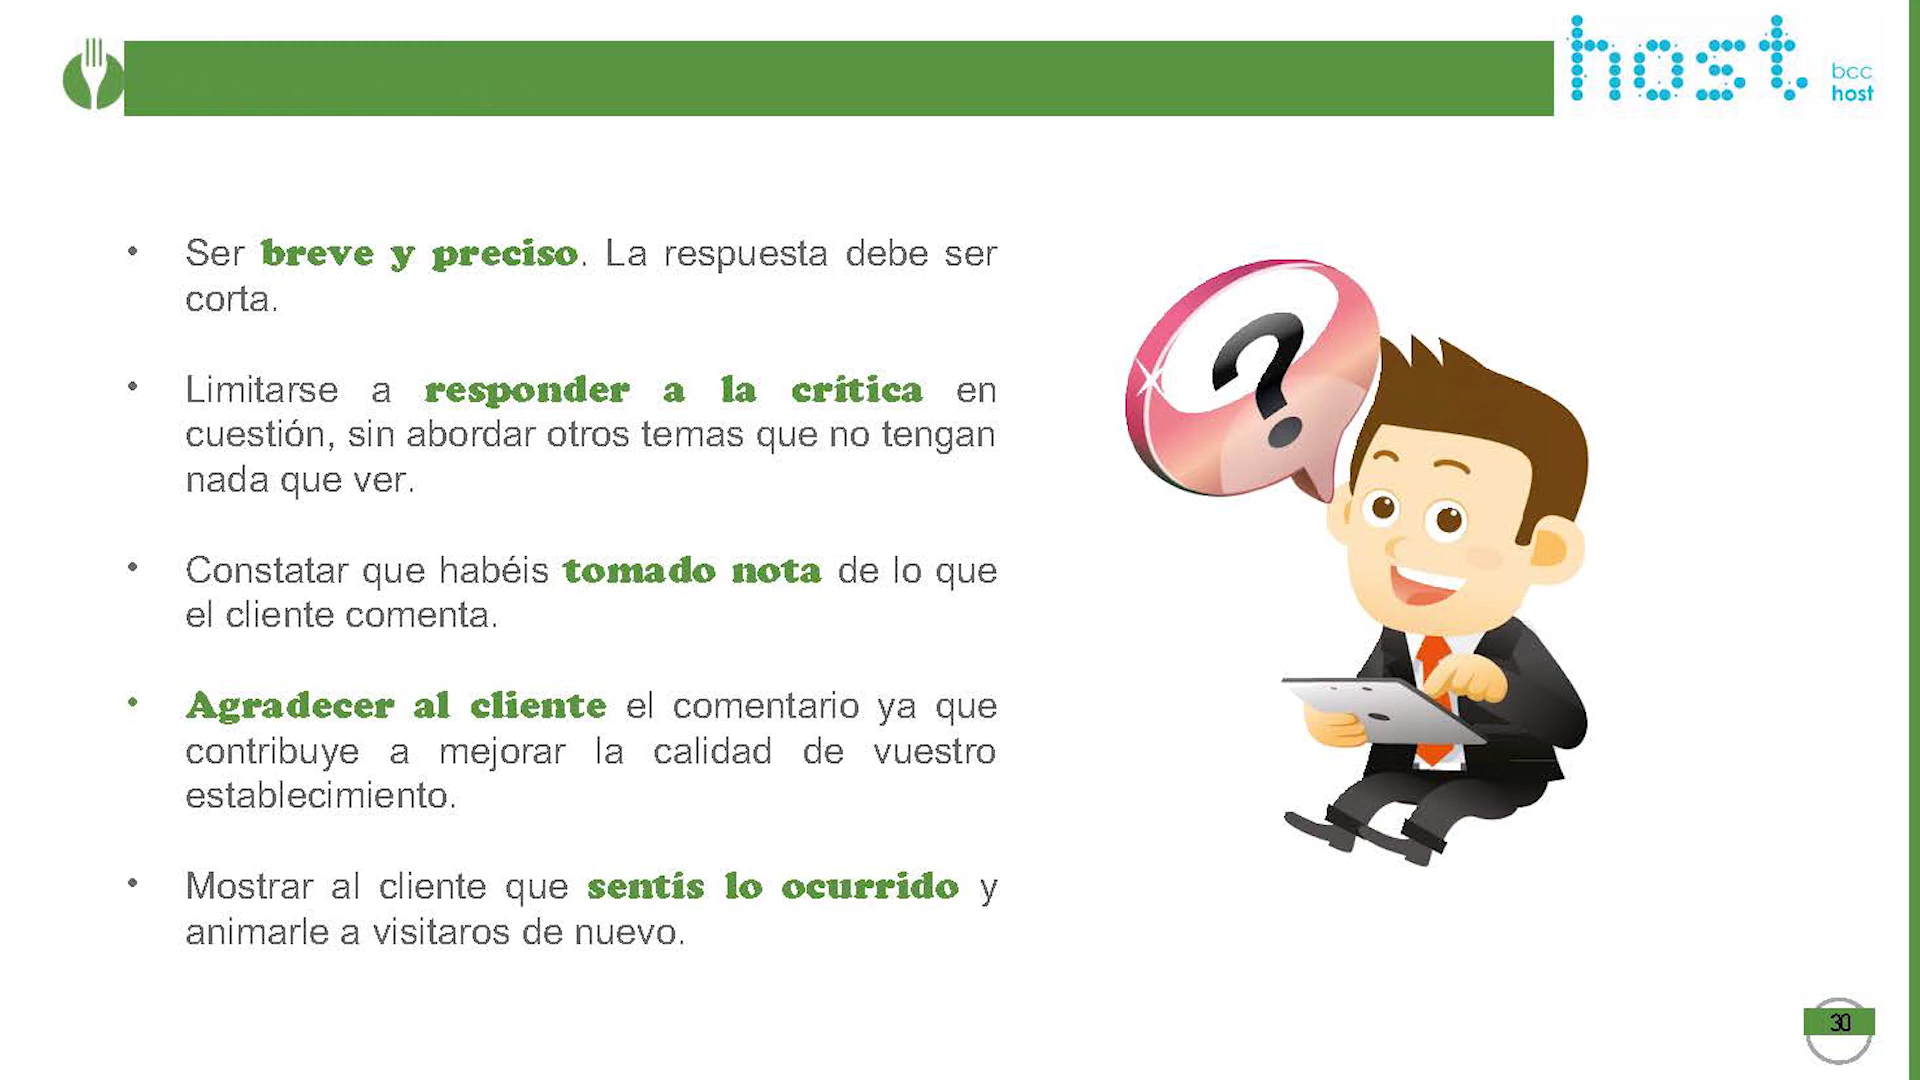 host
bcc
host
• Ser breve y preciso. La respuesta debe ser
corta.
• Limitarse a responder a la crítica en
cuestión, sin abordar otros temas que no tengan
nada que ver.
• Constatar que habéis tomado nota de lo que
el cliente comenta.
• Agradecer al cliente el comentario ya que
contribuye a mejorar la calidad de vuestro
establecimiento.
• Mostrar al cliente que sentís lo ocurrido y
animarle a visitaros de nuevo.
?
30